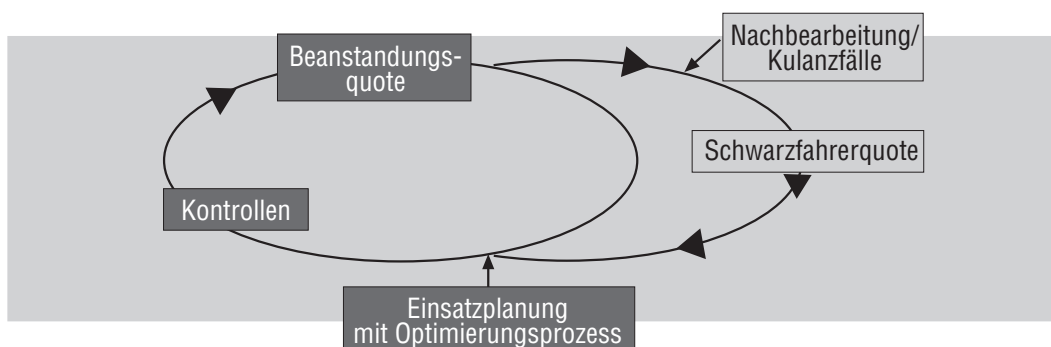 Beanstandungs-
quote
Nachbearbeitung/
Kulanzfälle
Schwarzfahrerquote
Kontrollen
Einsatzplanung
mit Optimierungsprozess